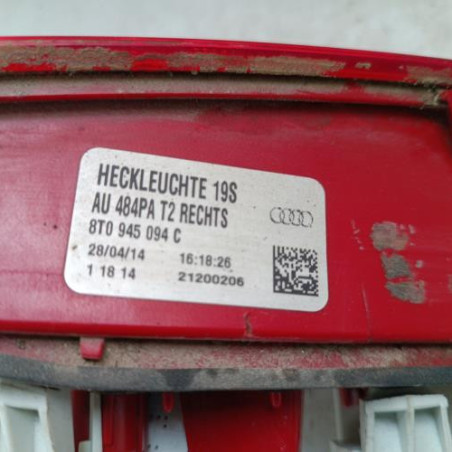 HECKLEUCHTE 19S
AU 484PA T2 RECHTS
8T0 945 094 C
28/04/14 16:18:26
1 18 14 21200206